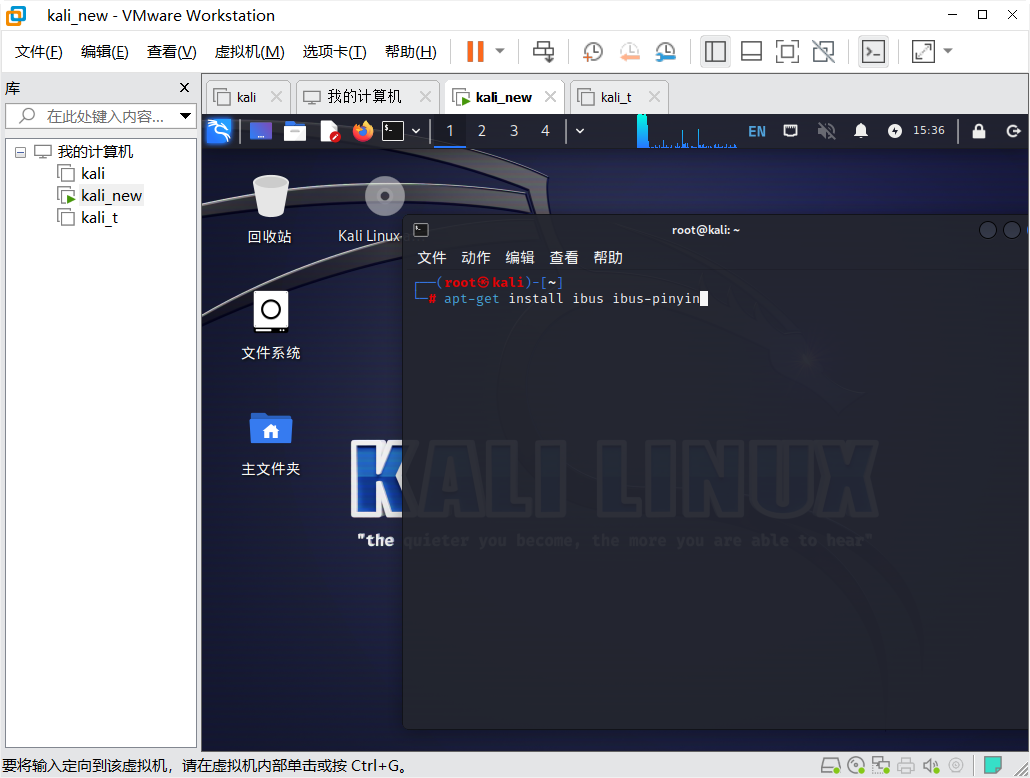 kali_new - VMware Workstation
文件(F) 编辑(E) 查看(V) 虚拟机(M) 选项卡(T) 帮助(H)
库
在此处键入内容...
我的计算机
kali
kali_new
kali_t
kali 我的计算机 kali_new kali_t
1 2 3 4 EN 15:36
回收站
Kali Linux
文件系统
主文件夹
root@kali: ~
文件 动作 编辑 查看 帮助
(root㉿kali)-[~]
# apt-get install ibus ibus-pinyin
KALI LINUX
"the quieter you become, the more you are able to hear"
要将输入定向到该虚拟机，请在虚拟机内部单击或按 Ctrl+G。